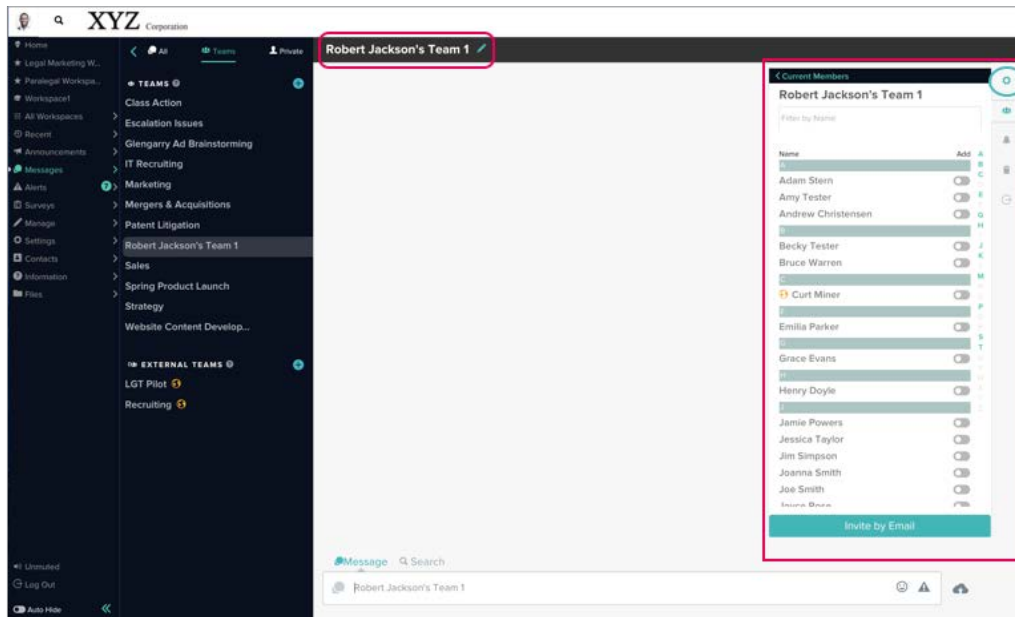 XYZ Corporation
Home
Legal Marketing W...
Paralegal Workspa...
Workspace1
All Workspaces
Recent
Announcements
Messages
Alerts ?
Surveys
Manage
Settings
Contacts
Information
Files
Unmuted
Log Out
Auto Hide
All Teams Private
TEAMS
Class Action
Escalation Issues
Glengarry Ad Brainstorming
IT Recruiting
Marketing
Mergers & Acquisitions
Patent Litigation
Robert Jackson's Team 1
Sales
Spring Product Launch
Strategy
Website Content Develop...
EXTERNAL TEAMS
LGT Pilot
Recruiting
Robert Jackson's Team 1
Message Search
Robert Jackson's Team 1
Current Members
Robert Jackson's Team 1
Filter by Name
Name Add
A
Adam Stern
Amy Tester
Andrew Christensen
B
Becky Tester
Bruce Warren
C
Curt Miner
Emilia Parker
G
Grace Evans
H
Henry Doyle
J
Jamie Powers
Jessica Taylor
Jim Simpson
Joanna Smith
Joe Smith
Joyce Rose
Invite by Email
A
B
C
E
G
H
J
K
M
P
S
T